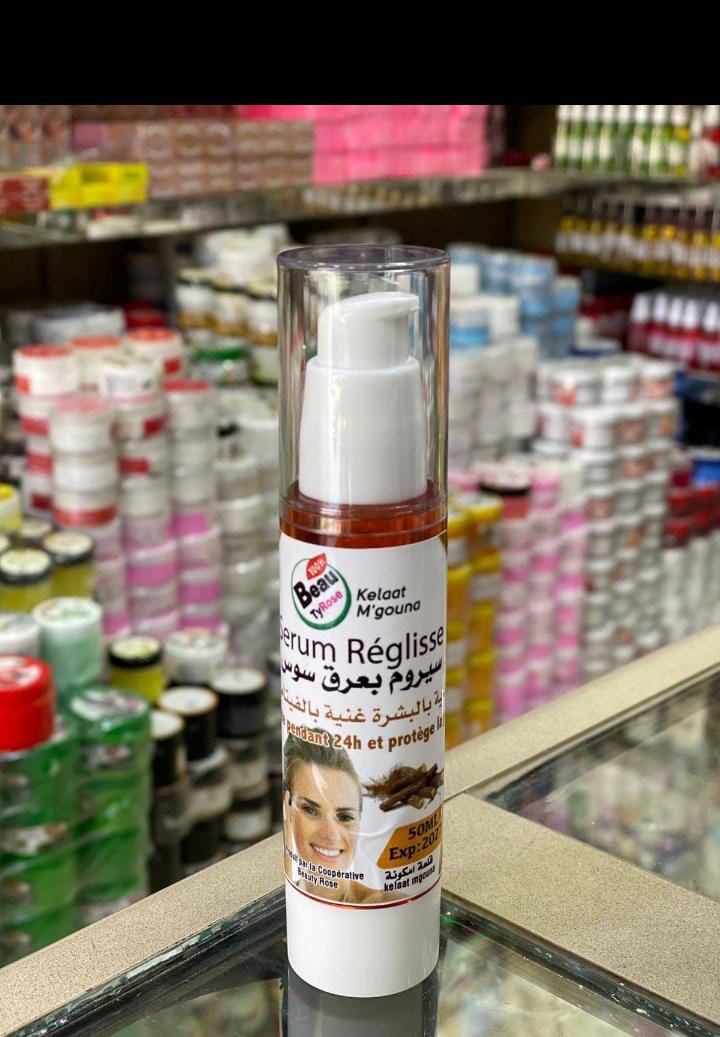 100%
Beau
TyRose
Kelaat
M'gouna
Serum Réglisse
سيروم بعرق سوس
بالبشرة غنية
pendant 24h et protège la
50ML
Exp:202
par la Coopérative
Beauty Rose
قلعة امكونة
kelaat mgouna